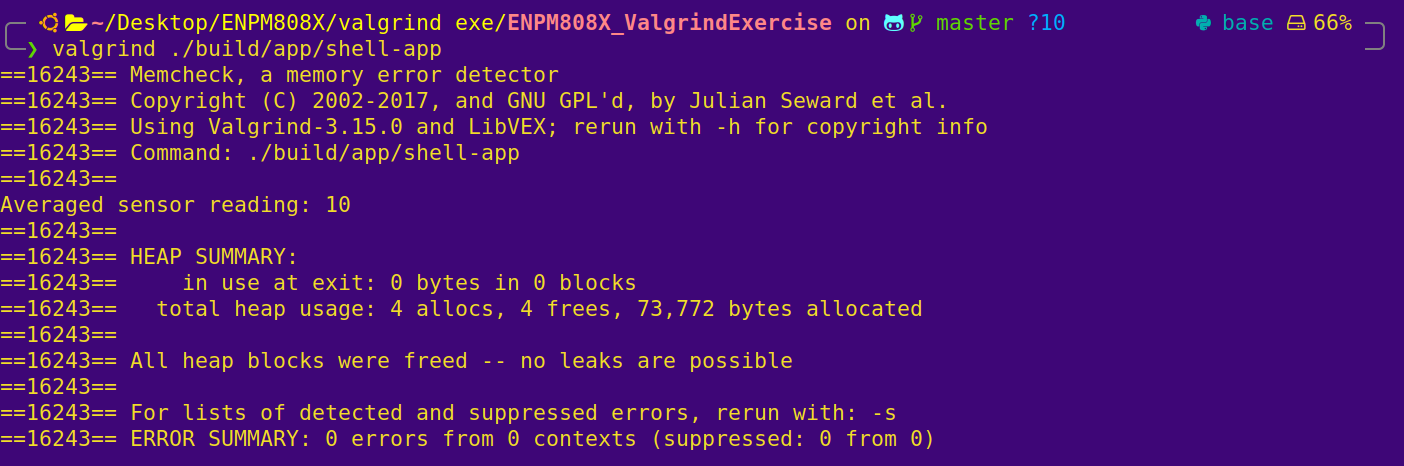 ~/Desktop/ENPM808X/valgrind exe/ENPM808X_ValgrindExercise on master ?10 base 66%
❯ valgrind ./build/app/shell-app
==16243== Memcheck, a memory error detector
==16243== Copyright (C) 2002-2017, and GNU GPL'd, by Julian Seward et al.
==16243== Using Valgrind-3.15.0 and LibVEX; rerun with -h for copyright info
==16243== Command: ./build/app/shell-app
==16243==
Averaged sensor reading: 10
==16243==
==16243== HEAP SUMMARY:
==16243==     in use at exit: 0 bytes in 0 blocks
==16243==   total heap usage: 4 allocs, 4 frees, 73,772 bytes allocated
==16243==
==16243== All heap blocks were freed -- no leaks are possible
==16243==
==16243== For lists of detected and suppressed errors, rerun with: -s
==16243== ERROR SUMMARY: 0 errors from 0 contexts (suppressed: 0 from 0)